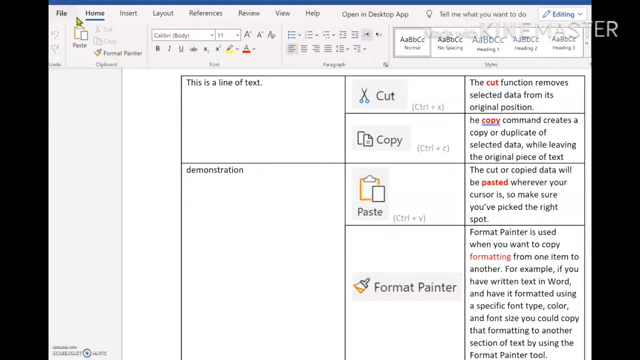 File Home Insert Layout References Review View Help Open in Desktop App Tell me what you want to do Editing
KINEMASTER
Paste
Cut
Copy
Format Painter
Calibri (Body) 11
AaBbCc AaBbCc AaBbCc AaBbCc AaBbCc
Normal No Spacing Heading 1 Heading 2 Heading 3
This is a line of text.
Cut
(Ctrl + x)
The cut function removes
selected data from its
original position.
Copy
(Ctrl + c)
he copy command creates a
copy or duplicate of
selected data, while leaving
the original piece of text
demonstration
Paste
(Ctrl + v)
The cut or copied data will
be pasted wherever your
cursor is, so make sure
you've picked the right
spot.
Format Painter
Format Painter is used
when you want to copy
formatting from one item to
another. For example, if you
have written text in Word,
and have it formatted using
a specific font type, color,
and font size you could copy
that formatting to another
section of text by using the
Format Painter tool.
SCREENCAST MATIC